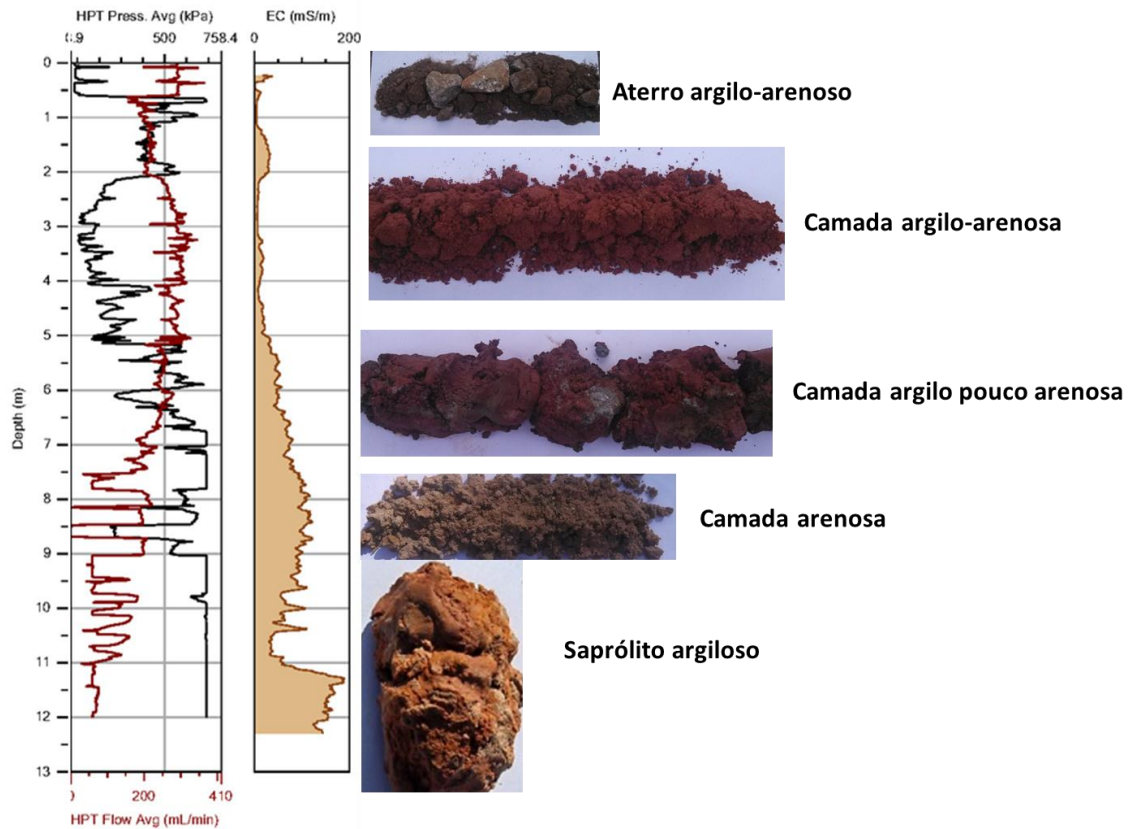 HPT Press. Avg (kPa)
500 758.4
EC (mS/m)
0 200
Depth (m)
0
1
2
3
4
5
6
7
8
9
10
11
12
13
200 410
HPT Flow Avg (mL/min)
Aterro argilo-arenoso
Camada argilo-arenosa
Camada argilo pouco arenosa
Camada arenosa
Saprólito argiloso